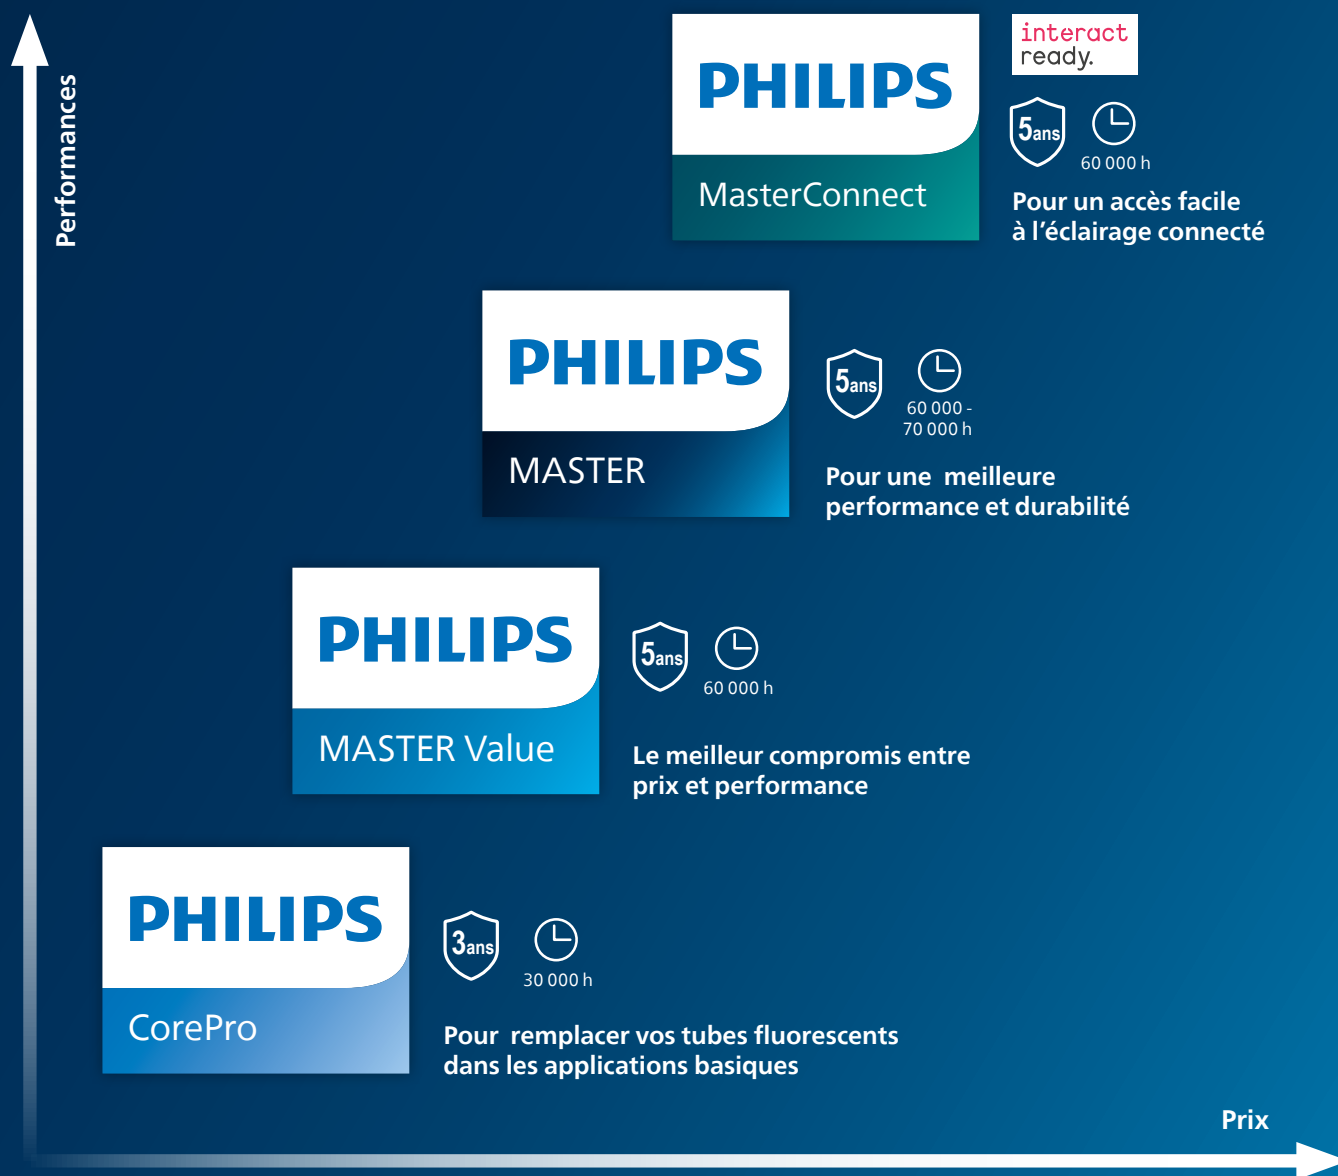 Performances
PHILIPS
MasterConnect
interact
ready.
5ans
60 000 h
Pour un accès facile
à l'éclairage connecté
PHILIPS
MASTER
5ans
60 000 -
70 000 h
Pour une meilleure
performance et durabilité
PHILIPS
MASTER Value
5ans
60 000 h
Le meilleur compromis entre
prix et performance
PHILIPS
CorePro
3ans
30 000 h
Pour remplacer vos tubes fluorescents
dans les applications basiques
Prix